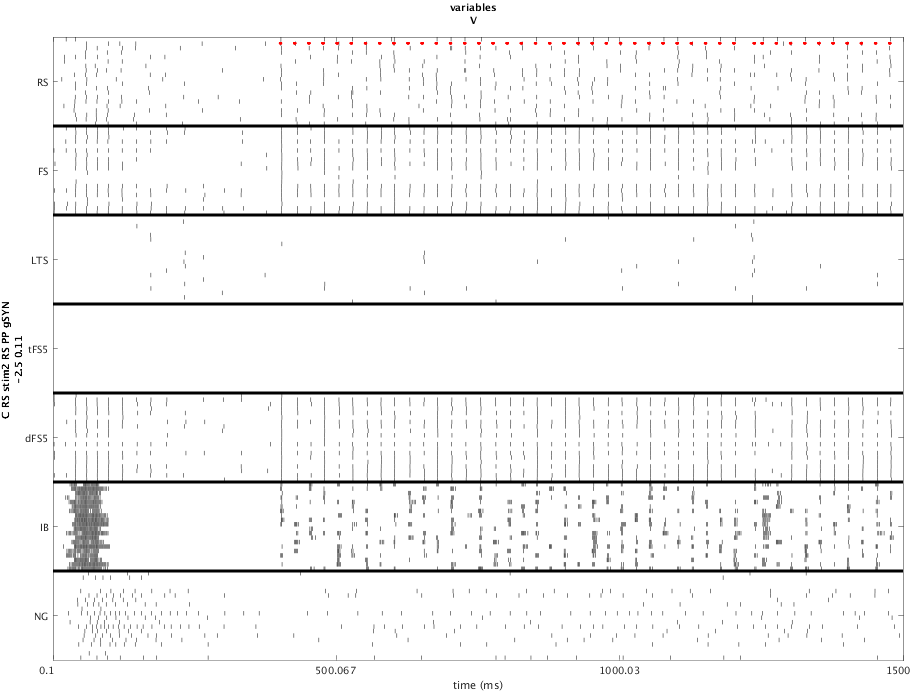 variables
V
RS
FS
LTS
tFS5
dFS5
IB
NG
C RS stim2 RS PP gSYN
-2.5 0.11
0.1
500.067
1000.03
1500
time (ms)